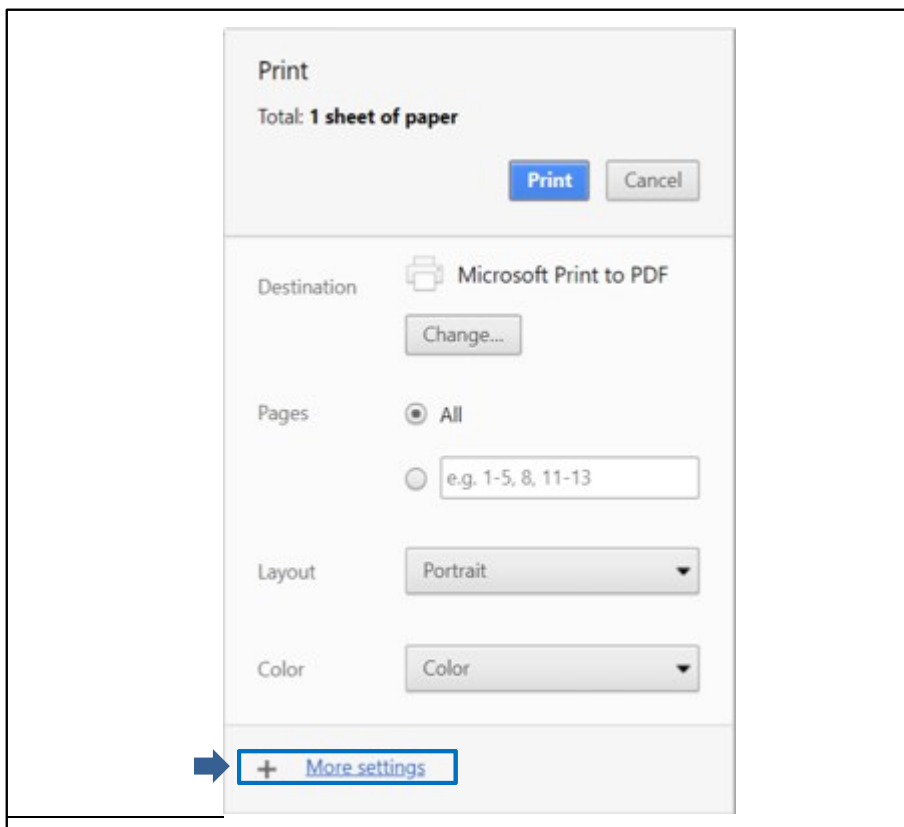 Print
Total: 1 sheet of paper
Print Cancel
Destination Microsoft Print to PDF
Change...
Pages All
e.g. 1-5, 8, 11-13
Layout Portrait
Color Color
+ More settings